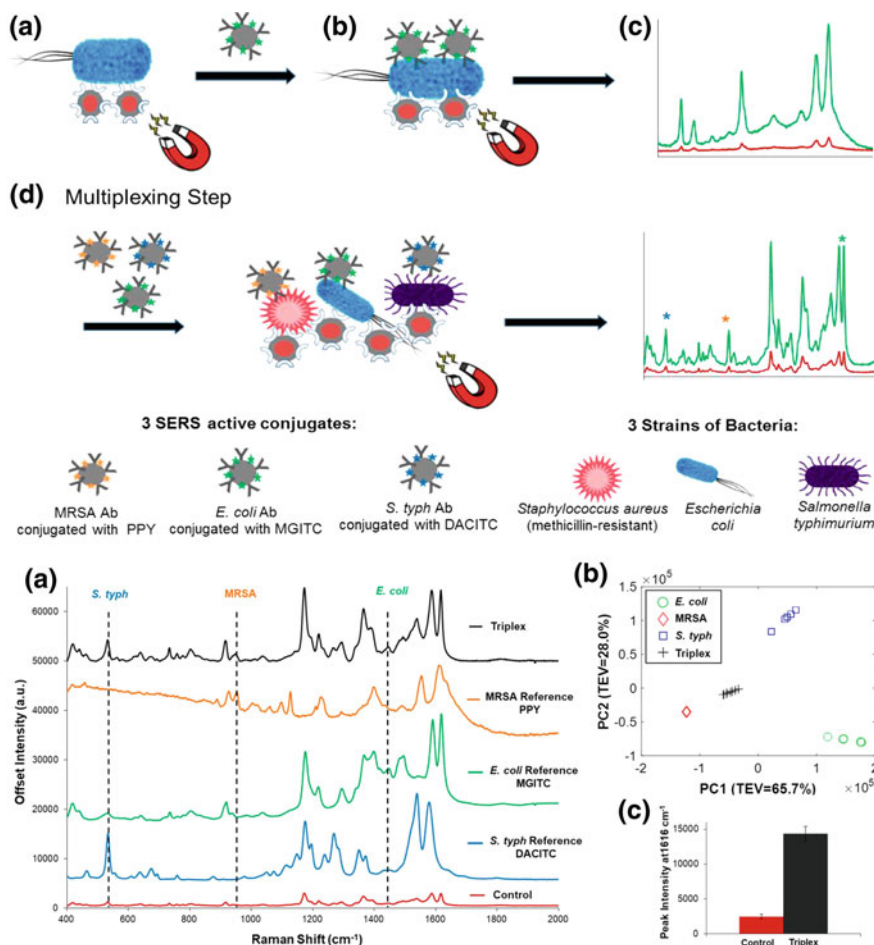 (a)
(b)
(c)
(d) Multiplexing Step
3 SERS active conjugates:
3 Strains of Bacteria:
MRSA Ab
conjugated with PPY
E. coli Ab
conjugated with MGITC
S. typh Ab
conjugated with DACITC
Staphylococcus aureus
(methicillin-resistant)
Escherichia
coli
Salmonella
typhimurium
(a)
S. typh
MRSA
E. coli
60000
50000
40000
30000
20000
10000
0
Offset Intensity (a.u.)
Triplex
MRSA Reference
PPY
E. coli Reference
MGITC
S. typh Reference
DACITC
Control
400 600 800 1000 1200 1400 1600 1800 2000
Raman Shift (cm⁻¹)
(b)
×10⁵
1.5
1
0.5
0
-0.5
-1
PC2 (TEV=28.0%)
E. coli
MRSA
S. typh
Triplex
-2 -1 0 1 2
×10⁵
PC1 (TEV=65.7%)
(c)
Peak Intensity at1616 cm⁻¹
15000
10000
5000
0
Control Triplex